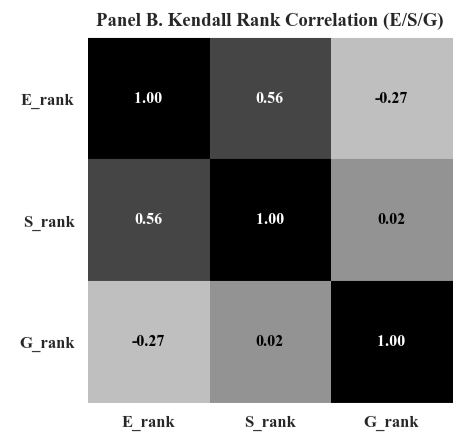 Panel B. Kendall Rank Correlation (E/S/G)
E_rank 1.00 0.56 -0.27
S_rank 0.56 1.00 0.02
G_rank -0.27 0.02 1.00
E_rank S_rank G_rank